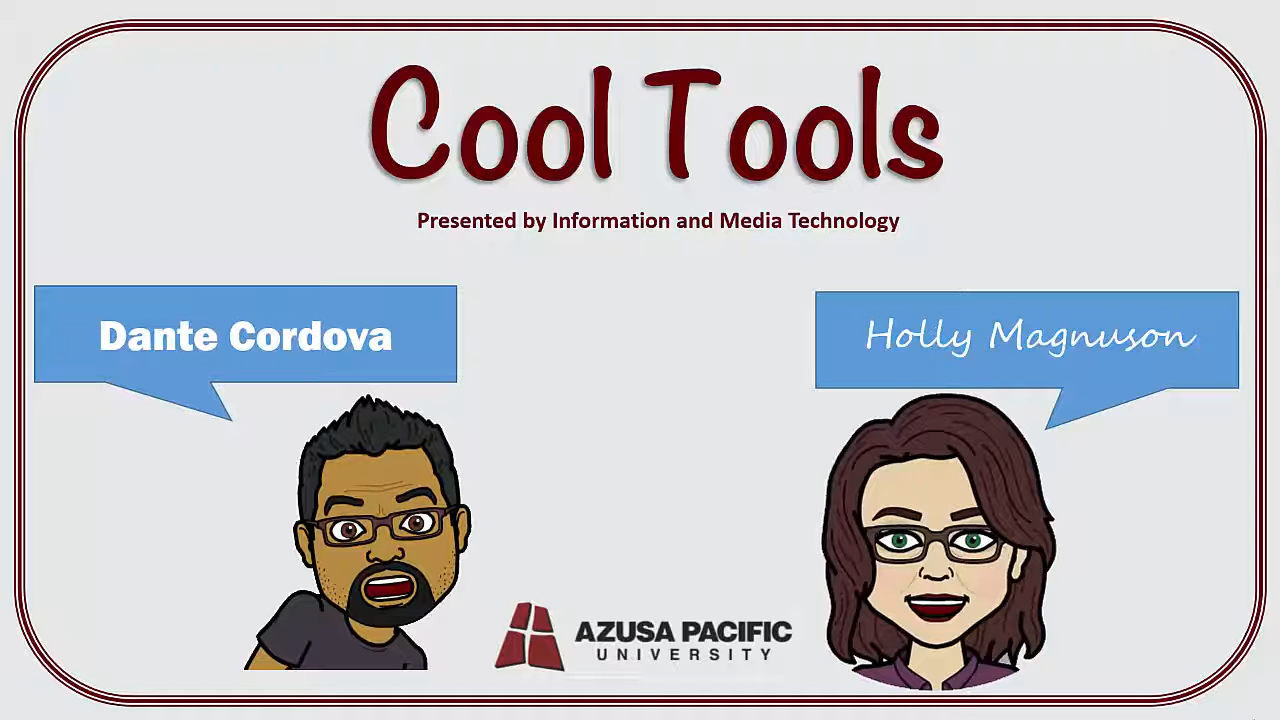 Cool Tools
Presented by Information and Media Technology
Dante Cordova
Holly Magnuson
AZUSA PACIFIC
UNIVERSITY